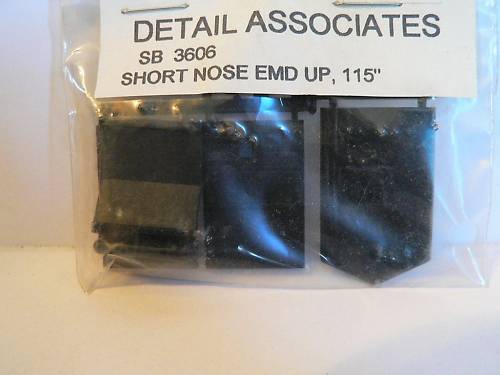 DETAIL ASSOCIATES
SB 3606
SHORT NOSE EMD UP, 115"